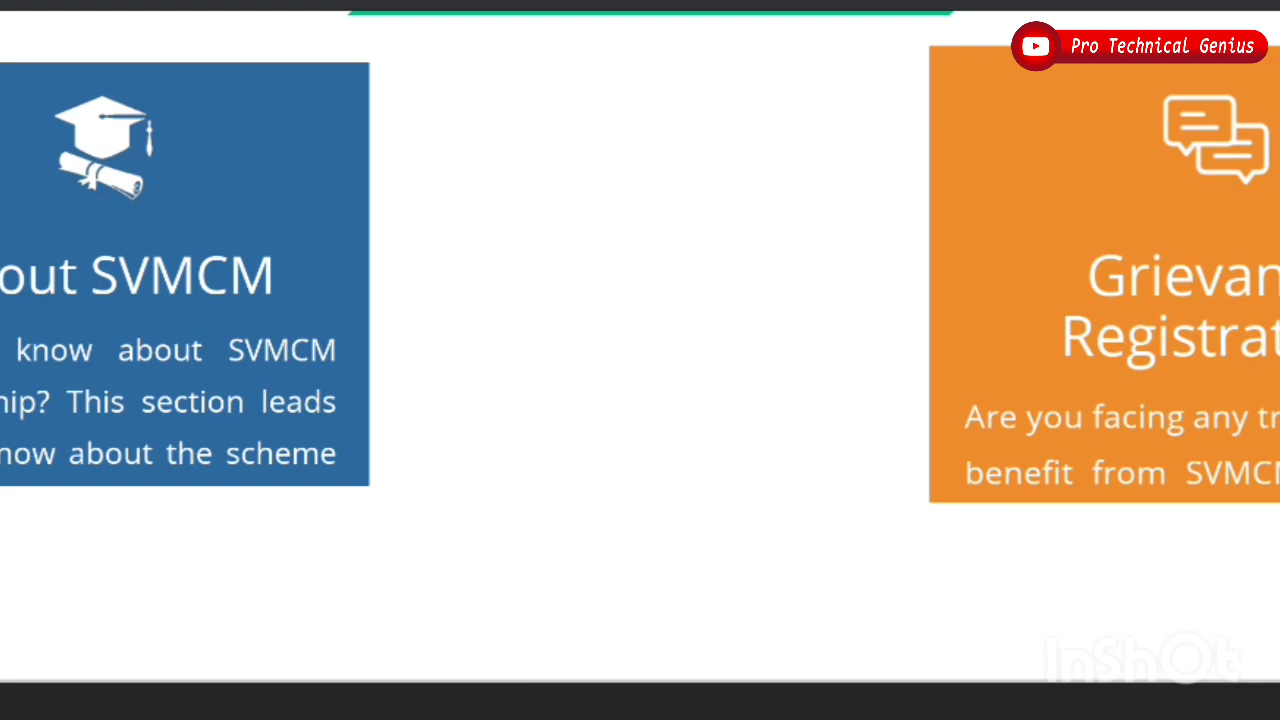 Pro Technical Genius
out SVMCM
know about SVMCM
hip? This section leads
now about the scheme
Grievan
Registrat
Are you facing any tr
benefit from SVMCM
InShOt